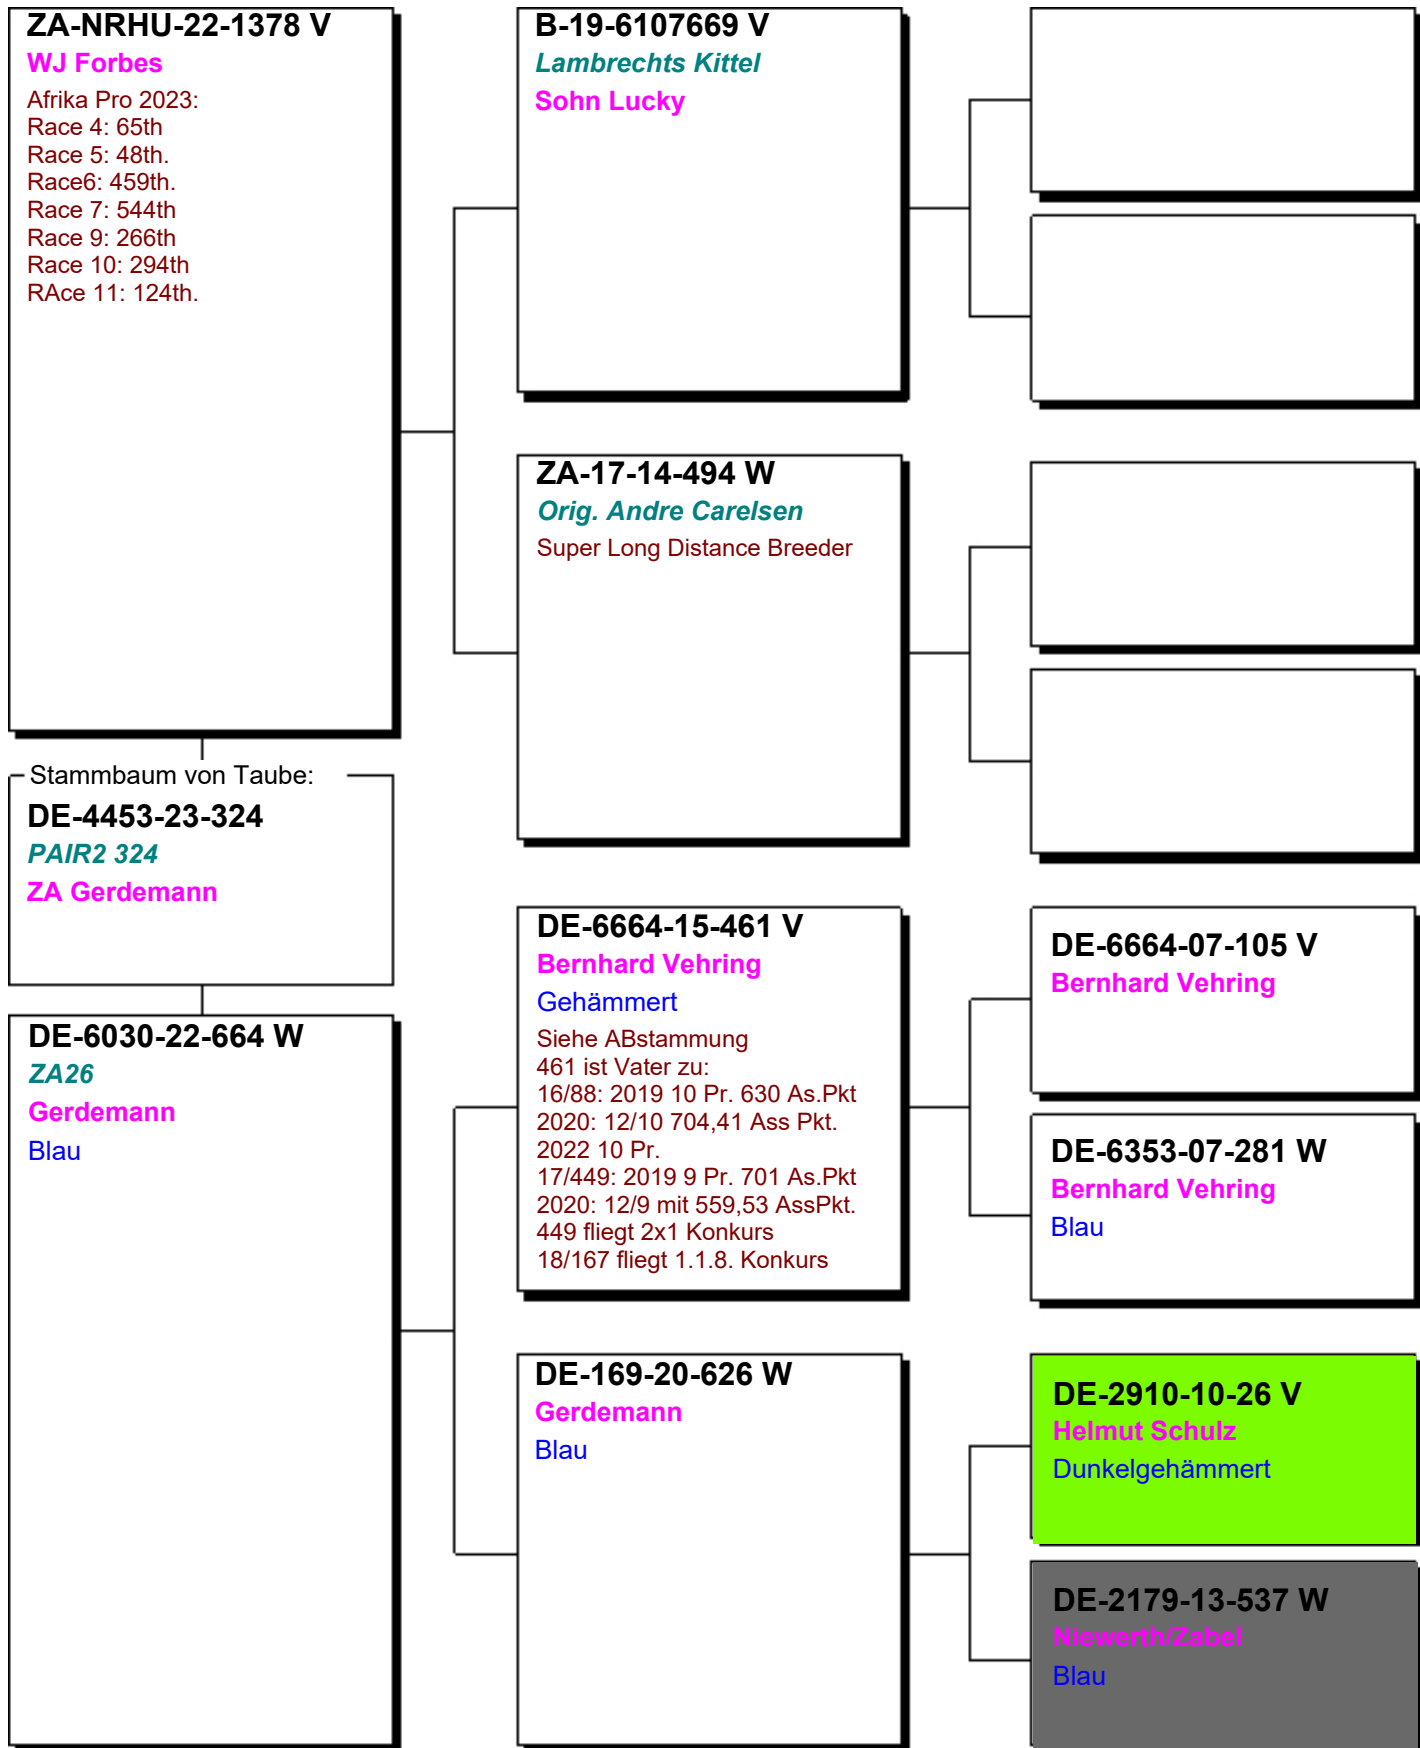 ZA-NRHU-22-1378 V
WJ Forbes
Afrika Pro 2023:
Race 4: 65th
Race 5: 48th.
Race6: 459th.
Race 7: 544th
Race 9: 266th
Race 10: 294th
RAce 11: 124th.
Stammbaum von Taube:
DE-4453-23-324
PAIR2 324
ZA Gerdemann
DE-6030-22-664 W
ZA26
Gerdemann
Blau
B-19-6107669 V
Lambrechts Kittel
Sohn Lucky
ZA-17-14-494 W
Orig. Andre Carelsen
Super Long Distance Breeder
DE-6664-15-461 V
Bernhard Vehring
Gehämmert
Siehe ABstammung
461 ist Vater zu:
16/88: 2019 10 Pr. 630 As.Pkt
2020: 12/10 704,41 Ass Pkt.
2022 10 Pr.
17/449: 2019 9 Pr. 701 As.Pkt
2020: 12/9 mit 559,53 AssPkt.
449 fliegt 2x1 Konkurs
18/167 fliegt 1.1.8. Konkurs
DE-169-20-626 W
Gerdemann
Blau
DE-6664-07-105 V
Bernhard Vehring
DE-6353-07-281 W
Bernhard Vehring
Blau
DE-2910-10-26 V
Helmut Schulz
Dunkelgehämmert
DE-2179-13-537 W
Niewerth/Zabel
Blau